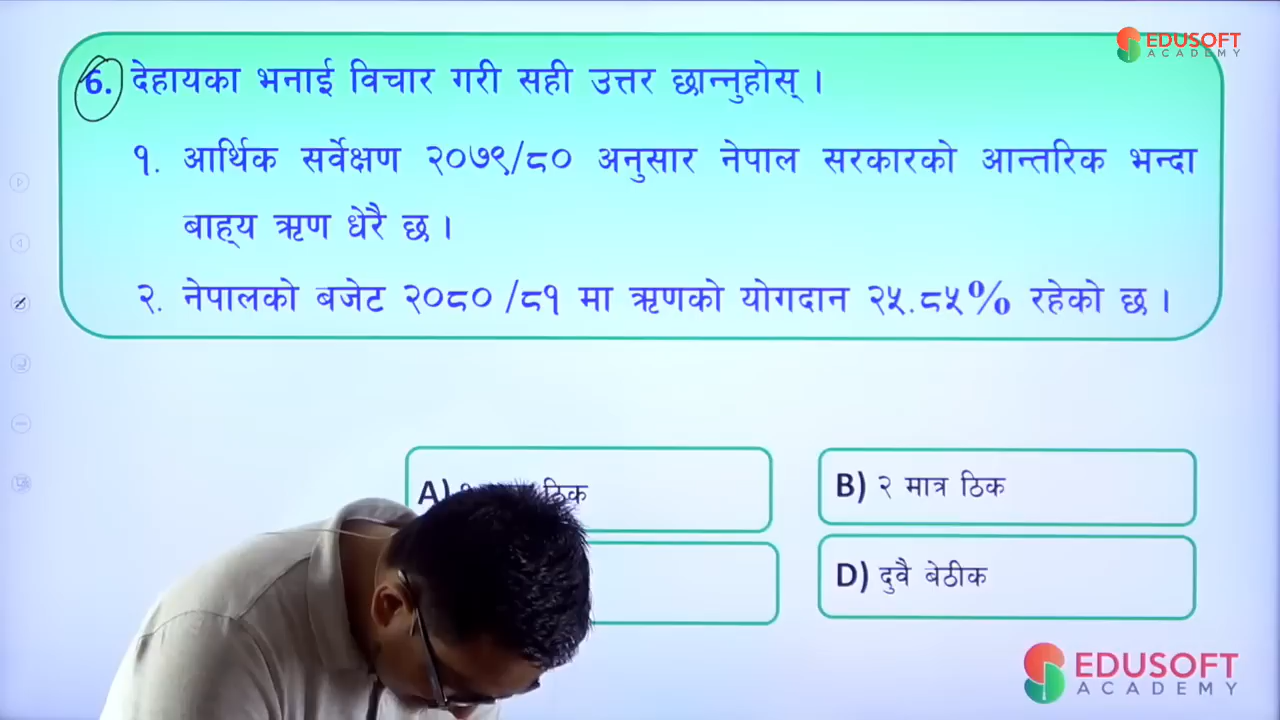 EDUSOFT
ACADEMY
6. देहायका भनाई विचार गरी सही उत्तर छान्नुहोस् ।
१. आर्थिक सर्वेक्षण २०७९/८० अनुसार नेपाल सरकारको आन्तरिक भन्दा
बाह्य ऋण धेरै छ ।
२. नेपालको बजेट २०८० /८१ मा ऋणको योगदान २५.८५% रहेको छ ।
A) ठिक
B) २ मात्र ठिक
D) दुवै बेठीक
EDUSOFT
ACADEMY